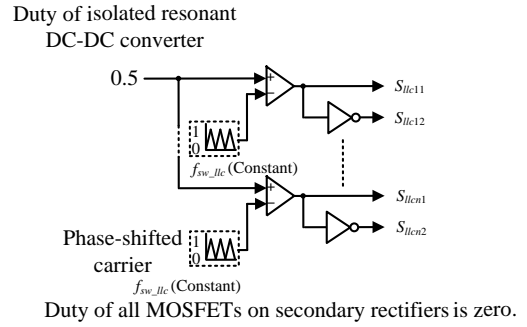 Duty of isolated resonant
DC-DC converter
0.5
+
−
S_llc11
S_llc12
1
0
f_sw_llc (Constant)
+
−
S_llcn1
S_llcn2
Phase-shifted
carrier
1
0
f_sw_llc (Constant)
Duty of all MOSFETs on secondary rectifiers is zero.